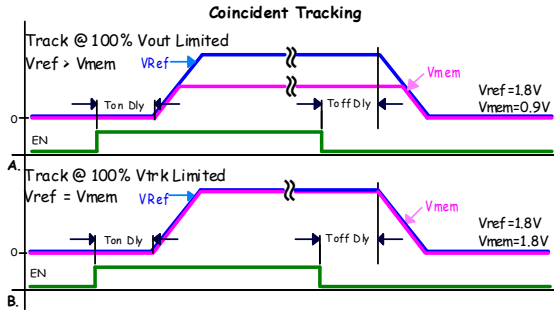 Coincident Tracking
Track @ 100% Vout Limited
Vref > Vmem
VRef
Vmem
Vref=1.8V
Vmem=0.9V
Ton Dly
Toff Dly
0
EN
A.
Track @ 100% Vtrk Limited
Vref = Vmem
VRef
Vmem
Vref=1.8V
Vmem=1.8V
Ton Dly
Toff Dly
0
EN
B.